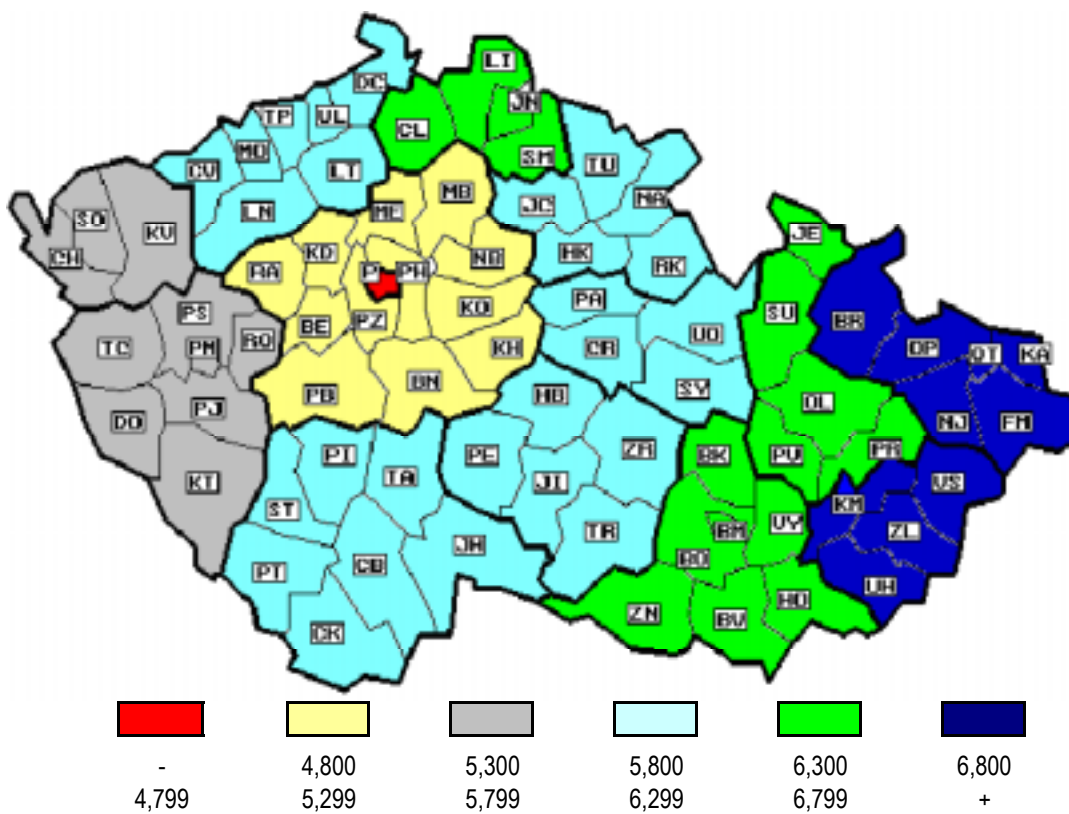 LI
DC
JN
TP
UL
CL
MO
SM
CV
LT
TU
MB
NA
LN
ME
JC
SO
KV
JE
KD
HK
NB
CH
RA
P
PH
RK
PA
KO
SU
PS
PZ
BE
BR
UO
RO
TC
PM
CR
KH
OP
OT
KA
BN
SY
PB
HB
OL
PJ
DO
NJ
FM
ZR
PR
PI
PE
BK
PV
TA
KT
JI
VS
KM
ST
VY
BM
TR
ZL
JH
BO
CB
PT
UH
HO
ZN
BV
CK
- 4,800 5,300 5,800 6,300 6,800
4,799 5,299 5,799 6,299 6,799 +